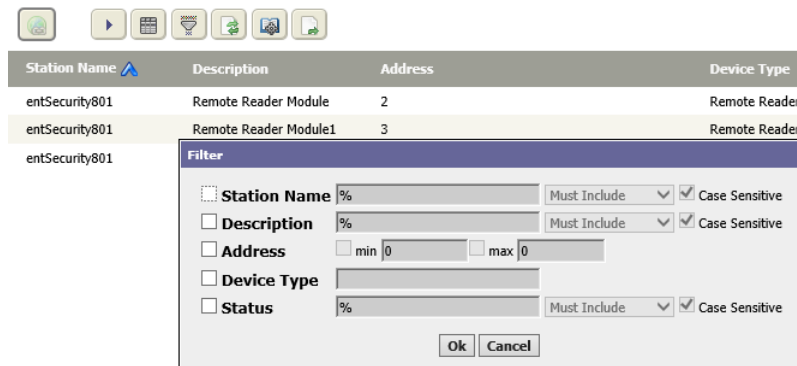 Station Name Description Address Device Type
entSecurity801 Remote Reader Module 2 Remote Reader
entSecurity801 Remote Reader Module1 3 Remote Reader
entSecurity801
Filter
Station Name % Must Include Case Sensitive
Description % Must Include Case Sensitive
Address min 0 max 0
Device Type
Status % Must Include Case Sensitive
Ok Cancel